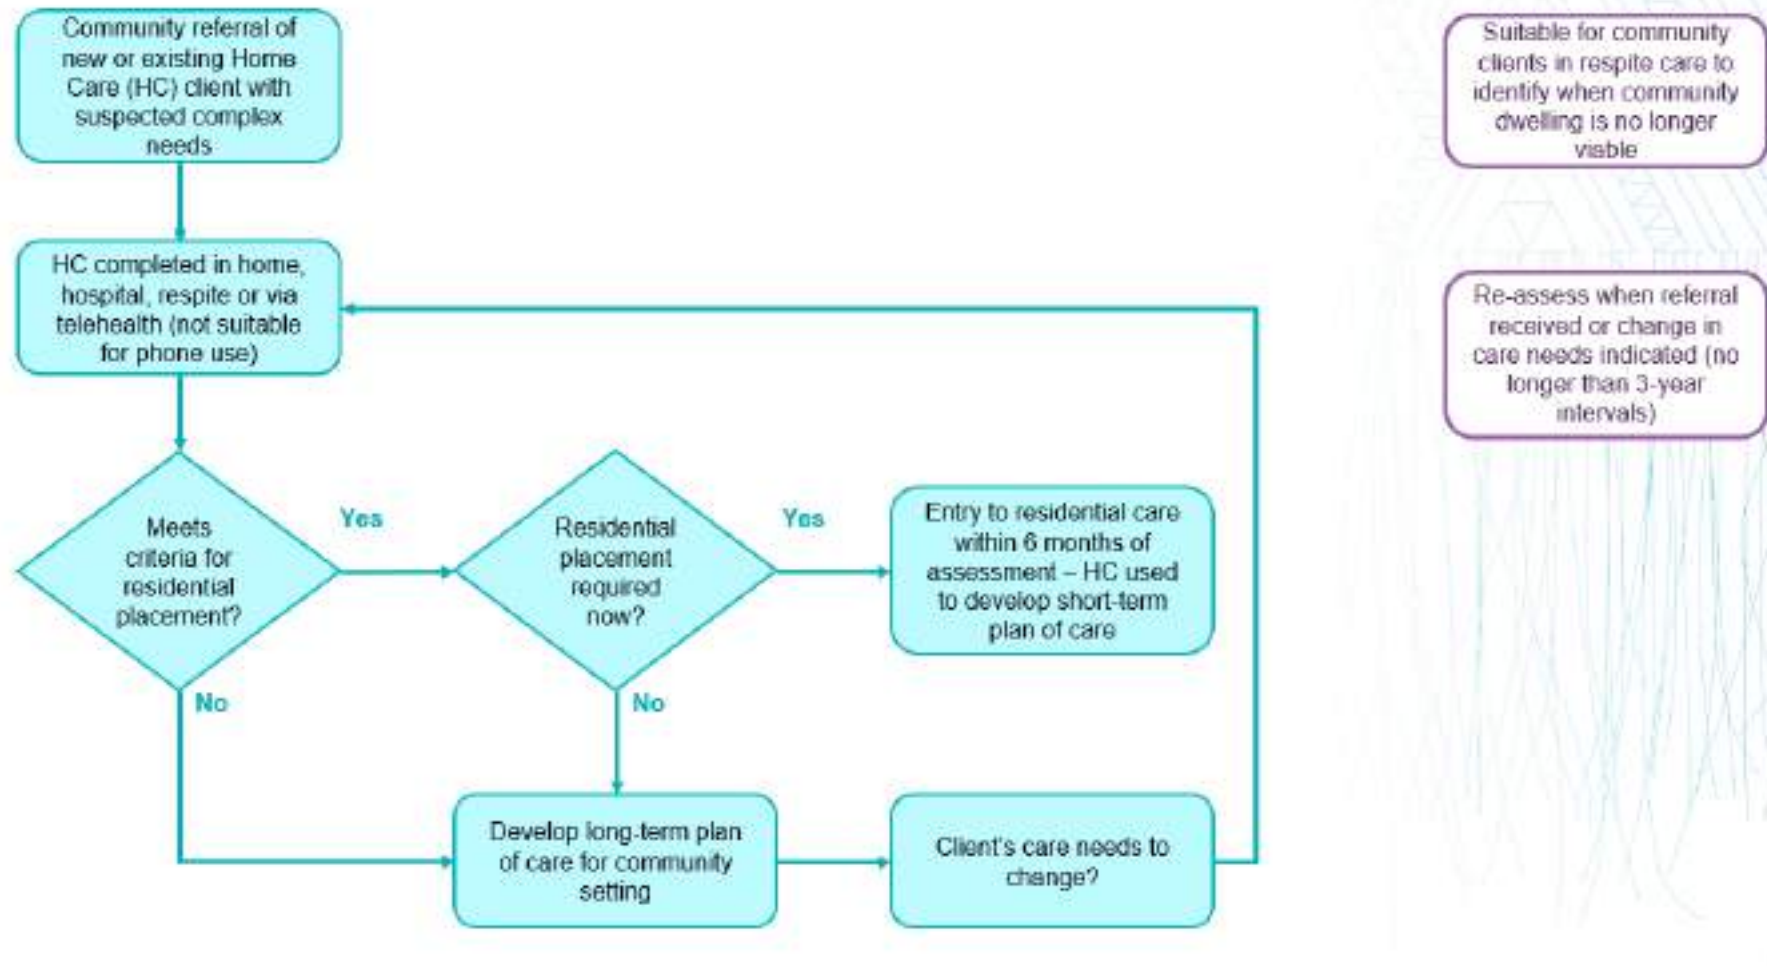 Community referral of
new or existing Home
Care (HC) client with
suspected complex
needs
HC completed in home,
hospital, respite or via
telehealth (not suitable
for phone use)
Meets
criteria for
residential
placement?
Yes
No
Residential
placement
required
now?
Yes
No
Entry to residential care
within 6 months of
assessment – HC used
to develop short-term
plan of care
Develop long-term plan
of care for community
setting
Client's care needs to
change?
Suitable for community
clients in respite care to
identify when community
dwelling is no longer
viable
Re-assess when referral
received or change in
care needs indicated (no
longer than 3-year
intervals)